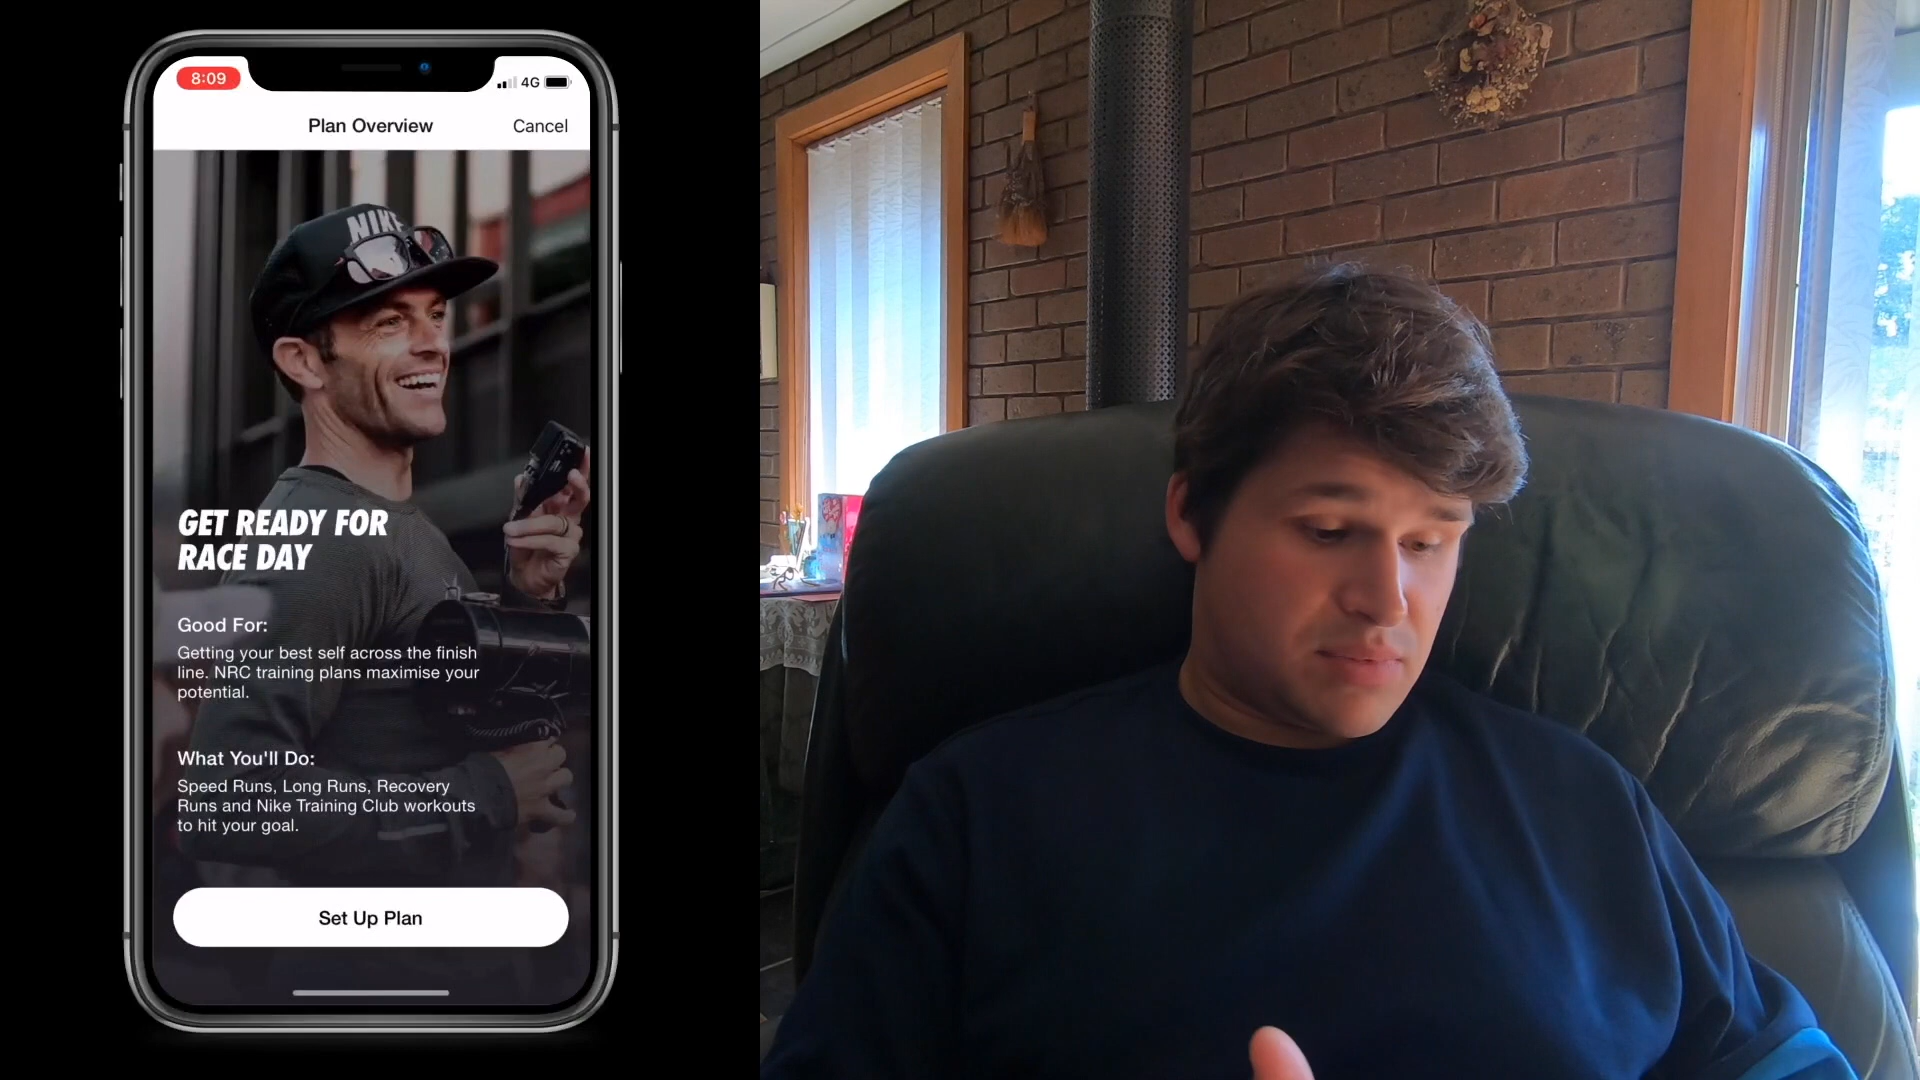 8:09
4G
Plan Overview
Cancel
NIKE
GET READY FOR
RACE DAY
Good For:
Getting your best self across the finish
line. NRC training plans maximise your
potential.
What You'll Do:
Speed Runs, Long Runs, Recovery
Runs and Nike Training Club workouts
to hit your goal.
Set Up Plan